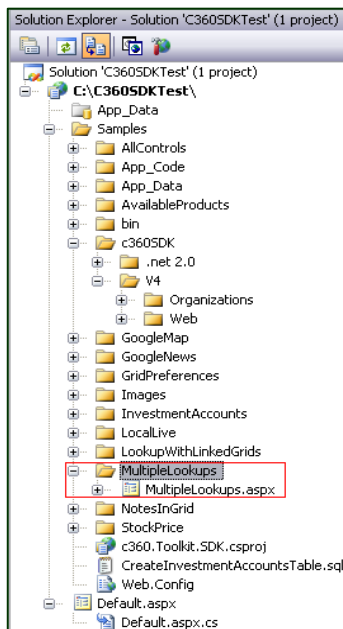 Solution Explorer - Solution 'C360SDKTest' (1 project)
Solution 'C360SDKTest' (1 project)
C:\C360SDKTest\
App_Data
Samples
AllControls
App_Code
App_Data
AvailableProducts
bin
c360SDK
.net 2.0
V4
Organizations
Web
GoogleMap
GoogleNews
GridPreferences
Images
InvestmentAccounts
LocalLive
LookupWithLinkedGrids
MultipleLookups
MultipleLookups.aspx
NotesInGrid
StockPrice
c360.Toolkit.SDK.csproj
CreateInvestmentAccountsTable.sql
Web.Config
Default.aspx
Default.aspx.cs